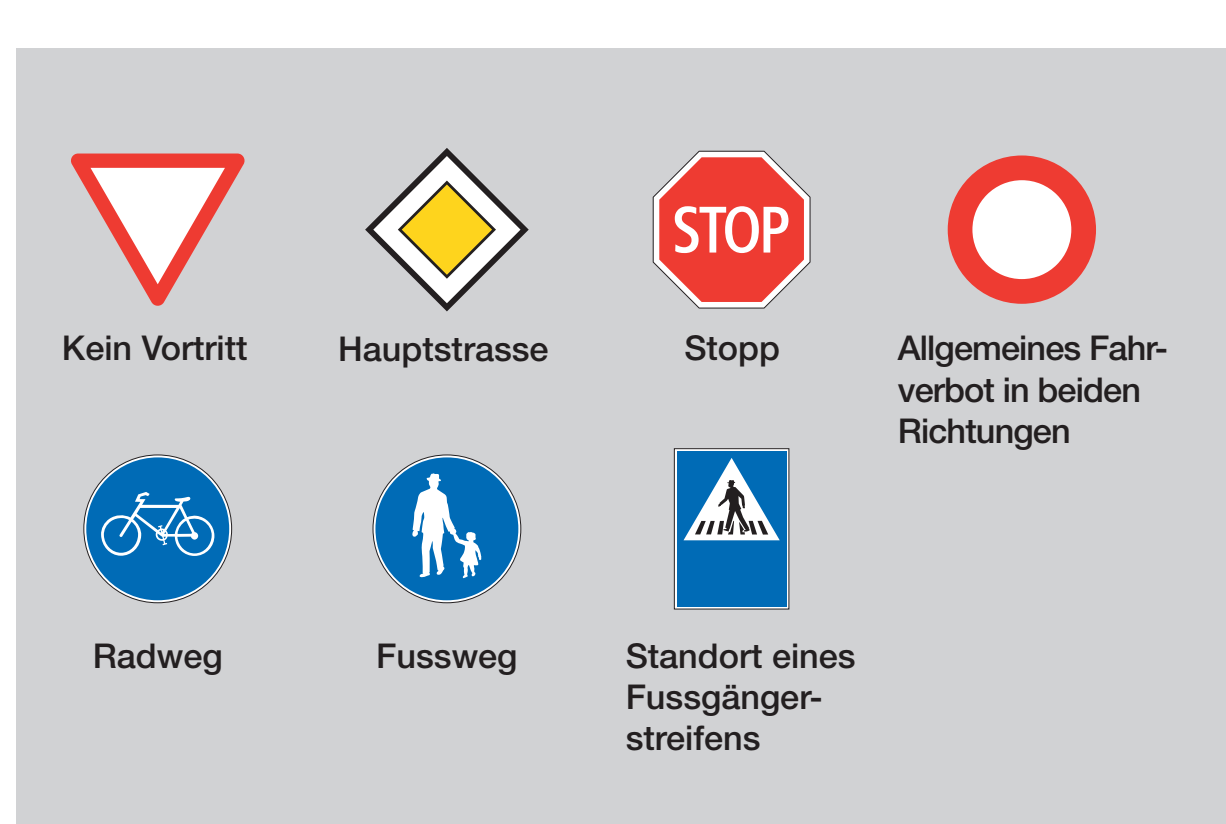 STOP
Kein Vortritt
Hauptstrasse
Stopp
Allgemeines Fahr-
verbot in beiden
Richtungen
Radweg
Fussweg
Standort eines
Fussgänger-
streifens